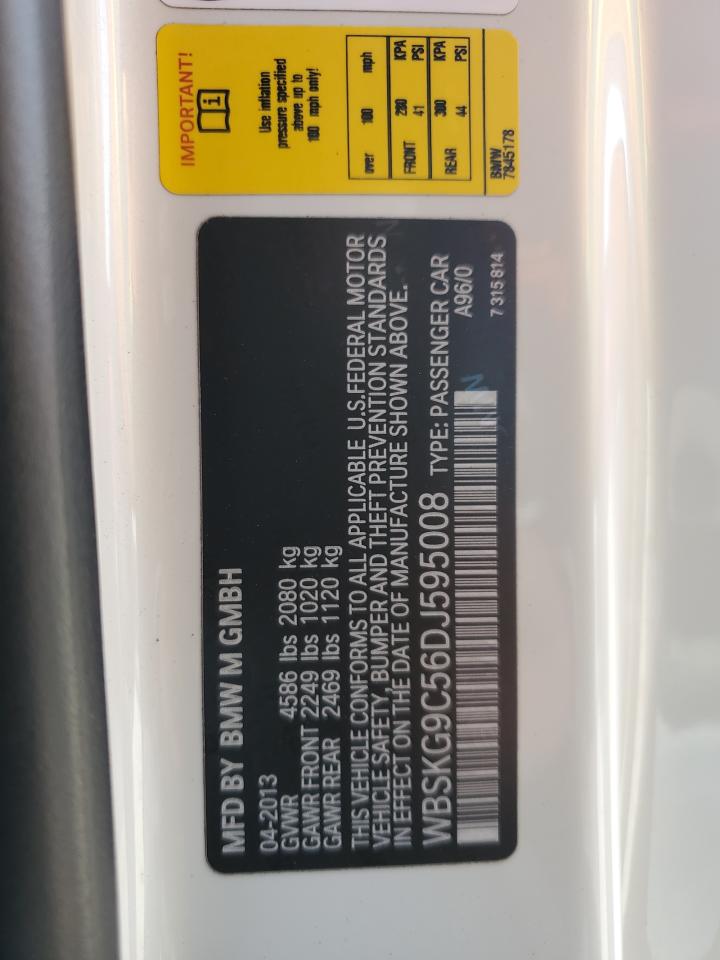 MFD BY BMW M GMBH
04-2013
GVWR 4586 lbs 2080 kg
GAWR FRONT 2249 lbs 1020 kg
GAWR REAR 2469 lbs 1120 kg
THIS VEHICLE CONFORMS TO ALL APPLICABLE U.S.FEDERAL MOTOR
VEHICLE SAFETY, BUMPER AND THEFT PREVENTION STANDARDS
IN EFFECT ON THE DATE OF MANUFACTURE SHOWN ABOVE.
WBSKG9C56DJ595008 TYPE: PASSENGER CAR
A96/0
7 315 814
IMPORTANT!
i
Use inflation
pressure specified
above up to
100 mph only!
over 100 mph
FRONT 280 KPA
41 PSI
REAR 300 KPA
44 PSI
BMW
7845178